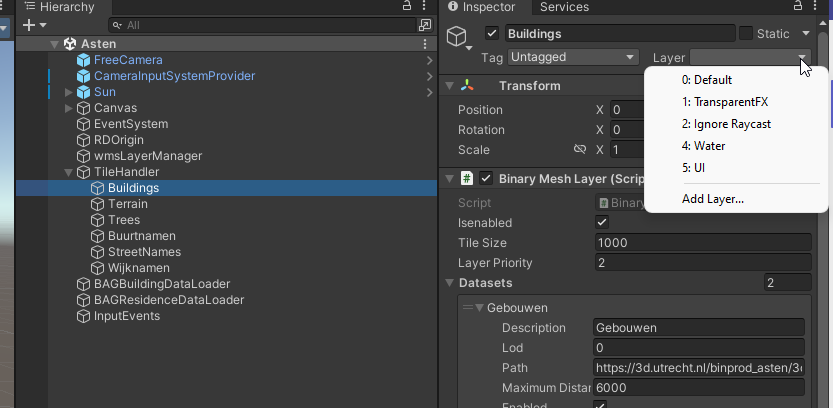 Hierarchy
All
Asten
FreeCamera
CameraInputSystemProvider
Sun
Canvas
EventSystem
RDOrigin
wmsLayerManager
TileHandler
Buildings
Terrain
Trees
Buurtnamen
StreetNames
Wijknamen
BAGBuildingDataLoader
BAGResidenceDataLoader
InputEvents
Inspector Services
Buildings Static
Tag Untagged Layer
0: Default
1: TransparentFX
2: Ignore Raycast
4: Water
5: UI
Add Layer...
Transform
Position X 0
Rotation X 0
Scale X 1
# Binary Mesh Layer (Scrip
Script # Binary
Isenabled
Tile Size 1000
Layer Priority 2
Datasets 2
Gebouwen
Description Gebouwen
Lod 0
Path https://3d.utrecht.nl/binprod_asten/3d
Maximum Distan 6000
Enabled